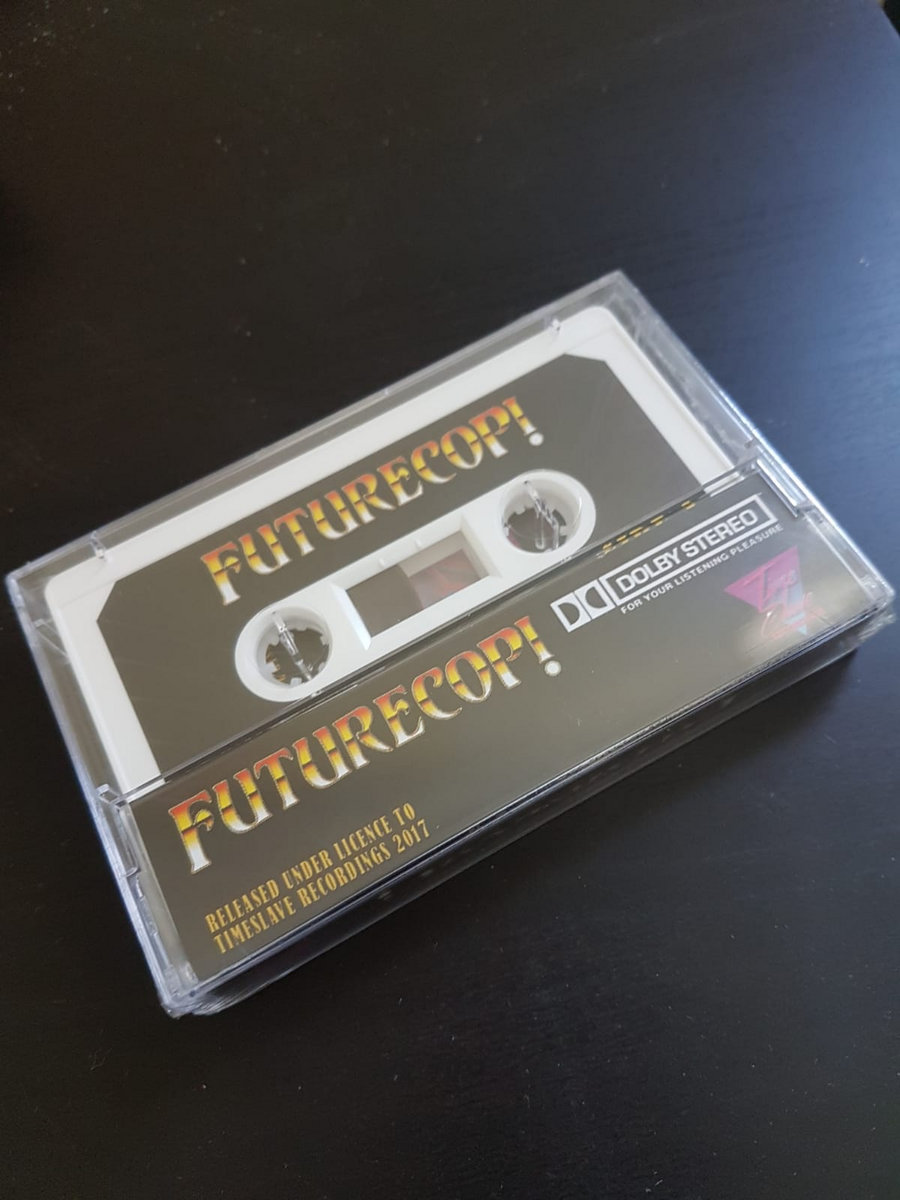 FUTURECOP!
DOLBY STEREO
FOR YOUR LISTENING PLEASURE
FUTURECOP!
RELEASED UNDER LICENCE TO
TIMESLAVE RECORDINGS 2017